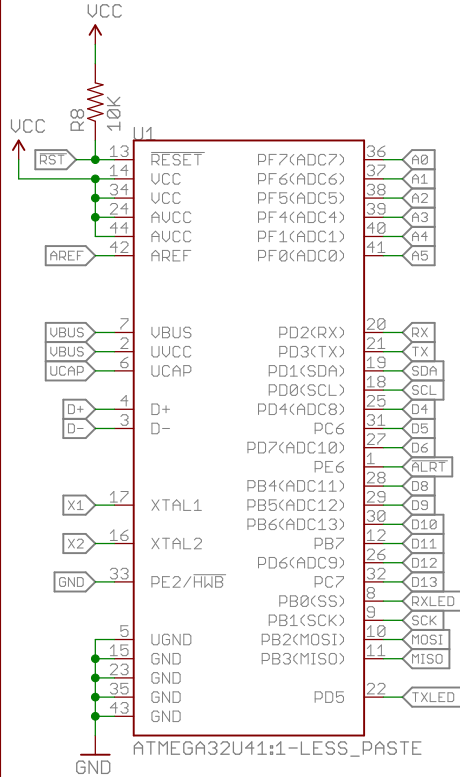 VCC
R8
10K
VCC
U1
RST 13 RESET PF7(ADC7) 36 A0
14 VCC PF6(ADC6) 37 A1
34 VCC PF5(ADC5) 38 A2
24 AVCC PF4(ADC4) 39 A3
44 AVCC PF1(ADC1) 40 A4
AREF 42 AREF PF0(ADC0) 41 A5
VBUS 7 VBUS PD2(RX) 20 RX
VBUS 2 UVCC PD3(TX) 21 TX
UCAP 6 UCAP PD1(SDA) 19 SDA
PD0(SCL) 18 SCL
D+ 4 D+ PD4(ADC8) 25 D4
D- 3 D- PC6 31 D5
PD7(ADC10) 27 D6
PE6 1 ALRT
PB4(ADC11) 28 D8
X1 17 XTAL1 PB5(ADC12) 29 D9
PB6(ADC13) 30 D10
X2 16 XTAL2 PB7 12 D11
PD6(ADC9) 26 D12
GND 33 PE2/HWB PC7 32 D13
PB0(SS) 8 RXLED
PB1(SCK) 9 SCK
5 UGND PB2(MOSI) 10 MOSI
15 GND PB3(MISO) 11 MISO
23 GND
35 GND PD5 22 TXLED
43 GND
ATMEGA32U41:1-LESS_PASTE
GND